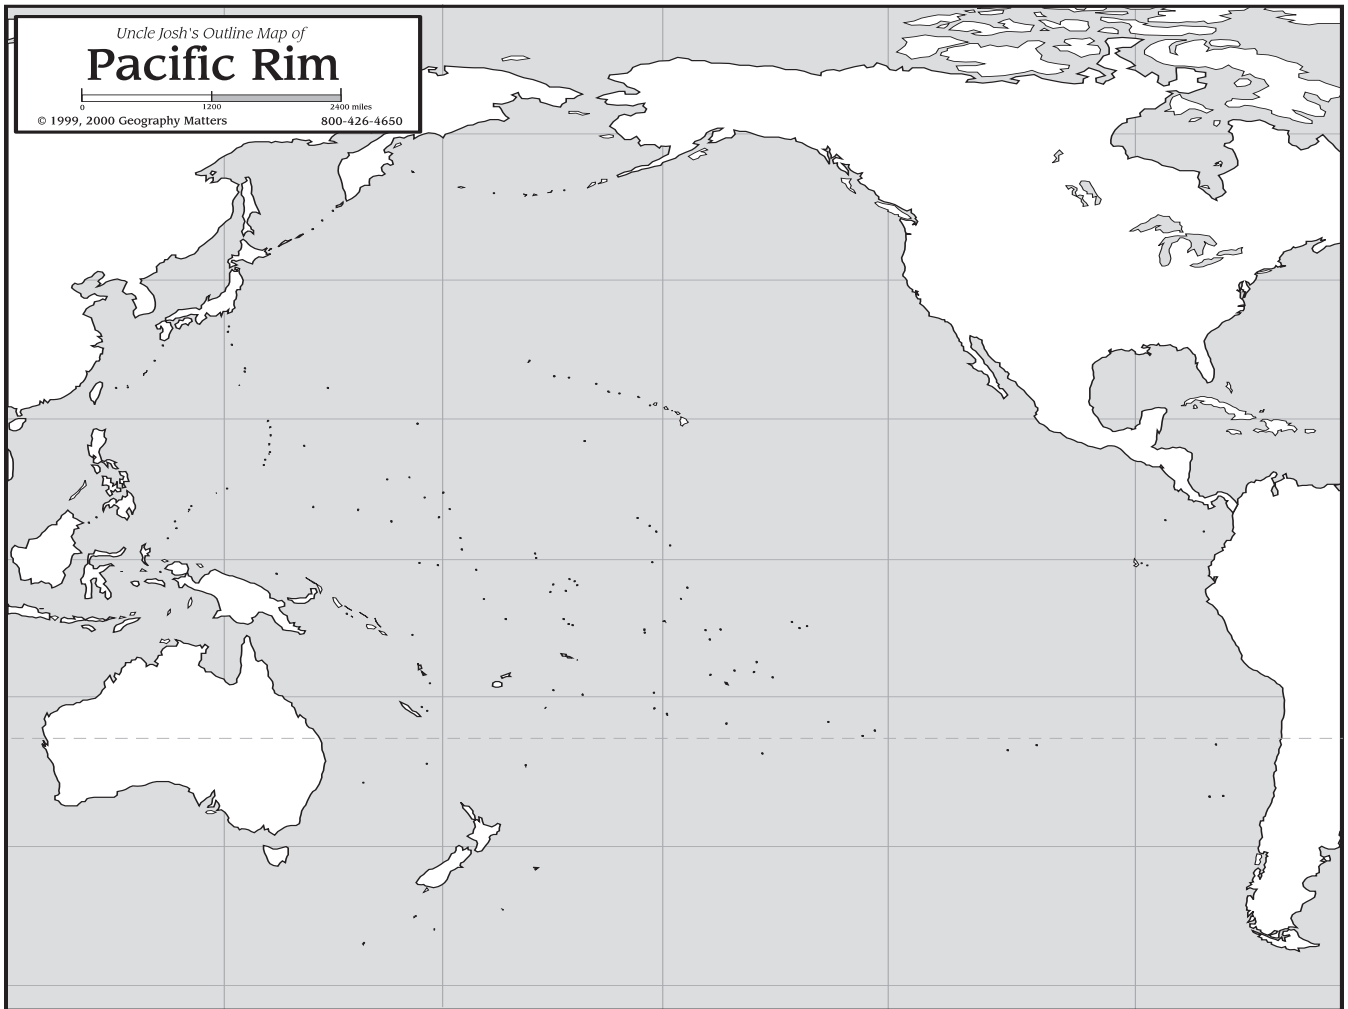 Uncle Josh's Outline Map of
Pacific Rim
0 1200 2400 miles
© 1999, 2000 Geography Matters 800-426-4650